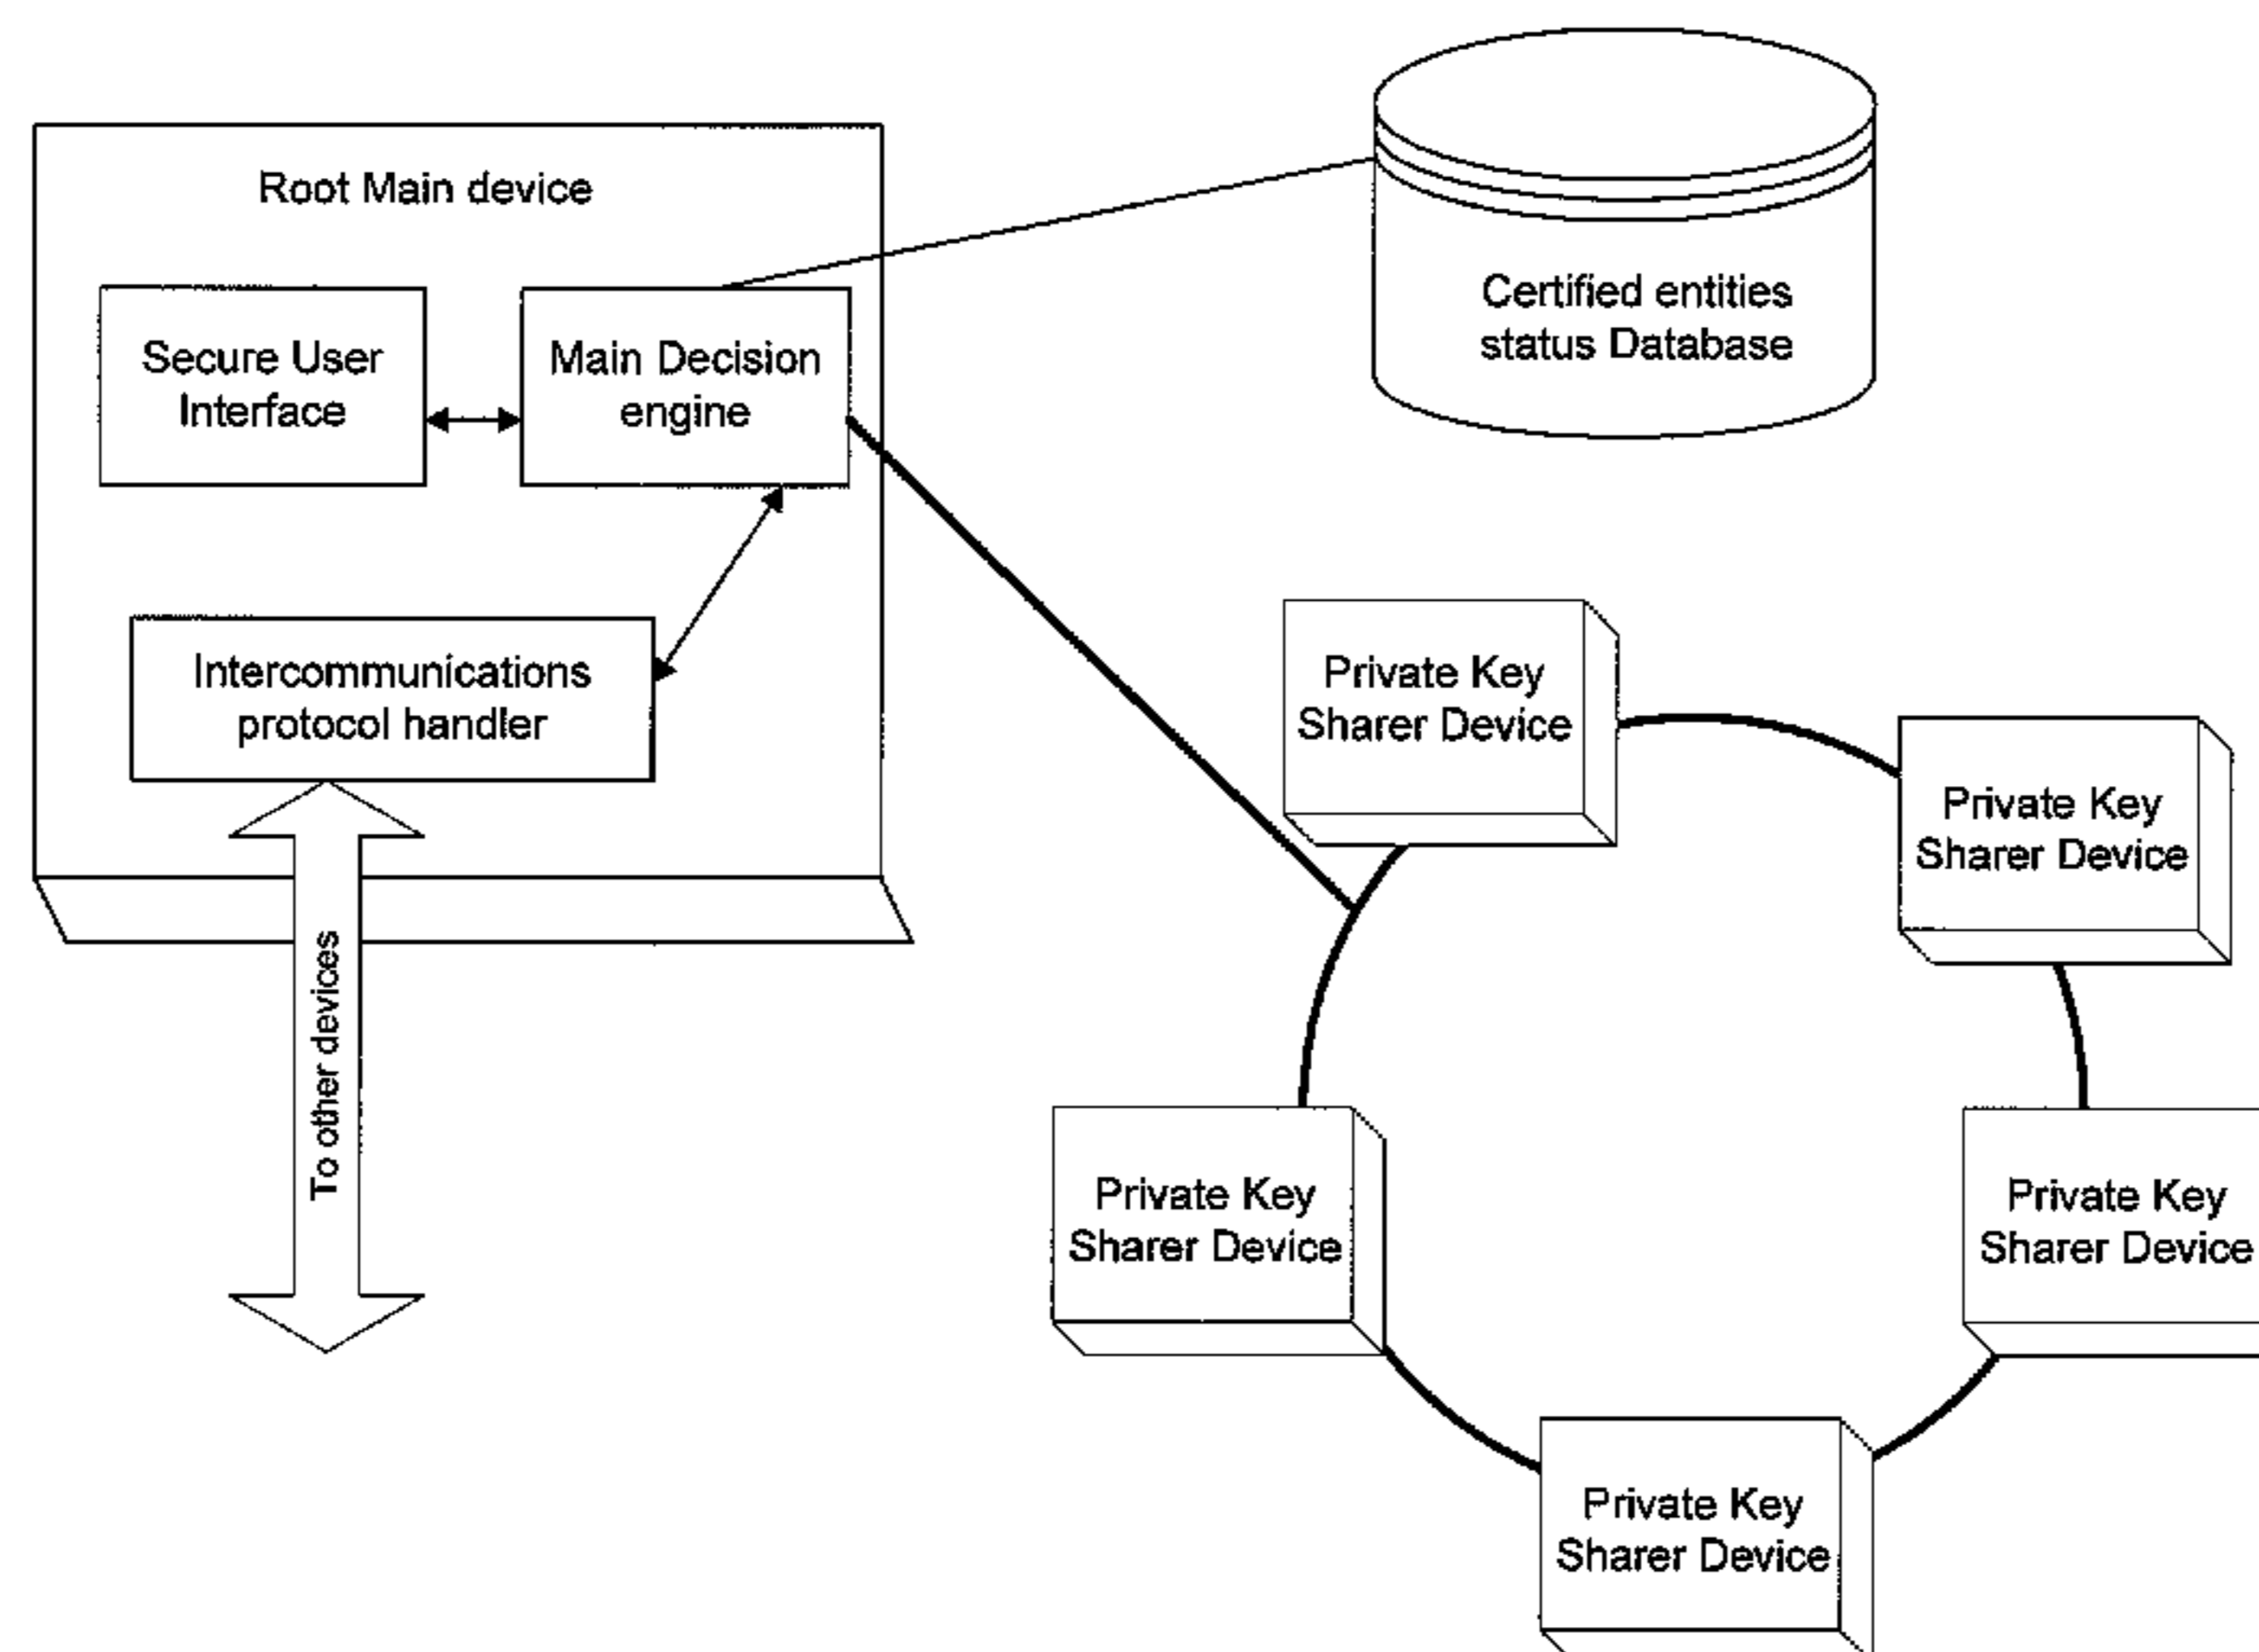 Root Main device
Secure User
Interface
Main Decision
engine
Certified entities
status Database
Intercommunications
protocol handler
To other devices
Private Key
Sharer Device
Private Key
Sharer Device
Private Key
Sharer Device
Private Key
Sharer Device
Private Key
Sharer Device